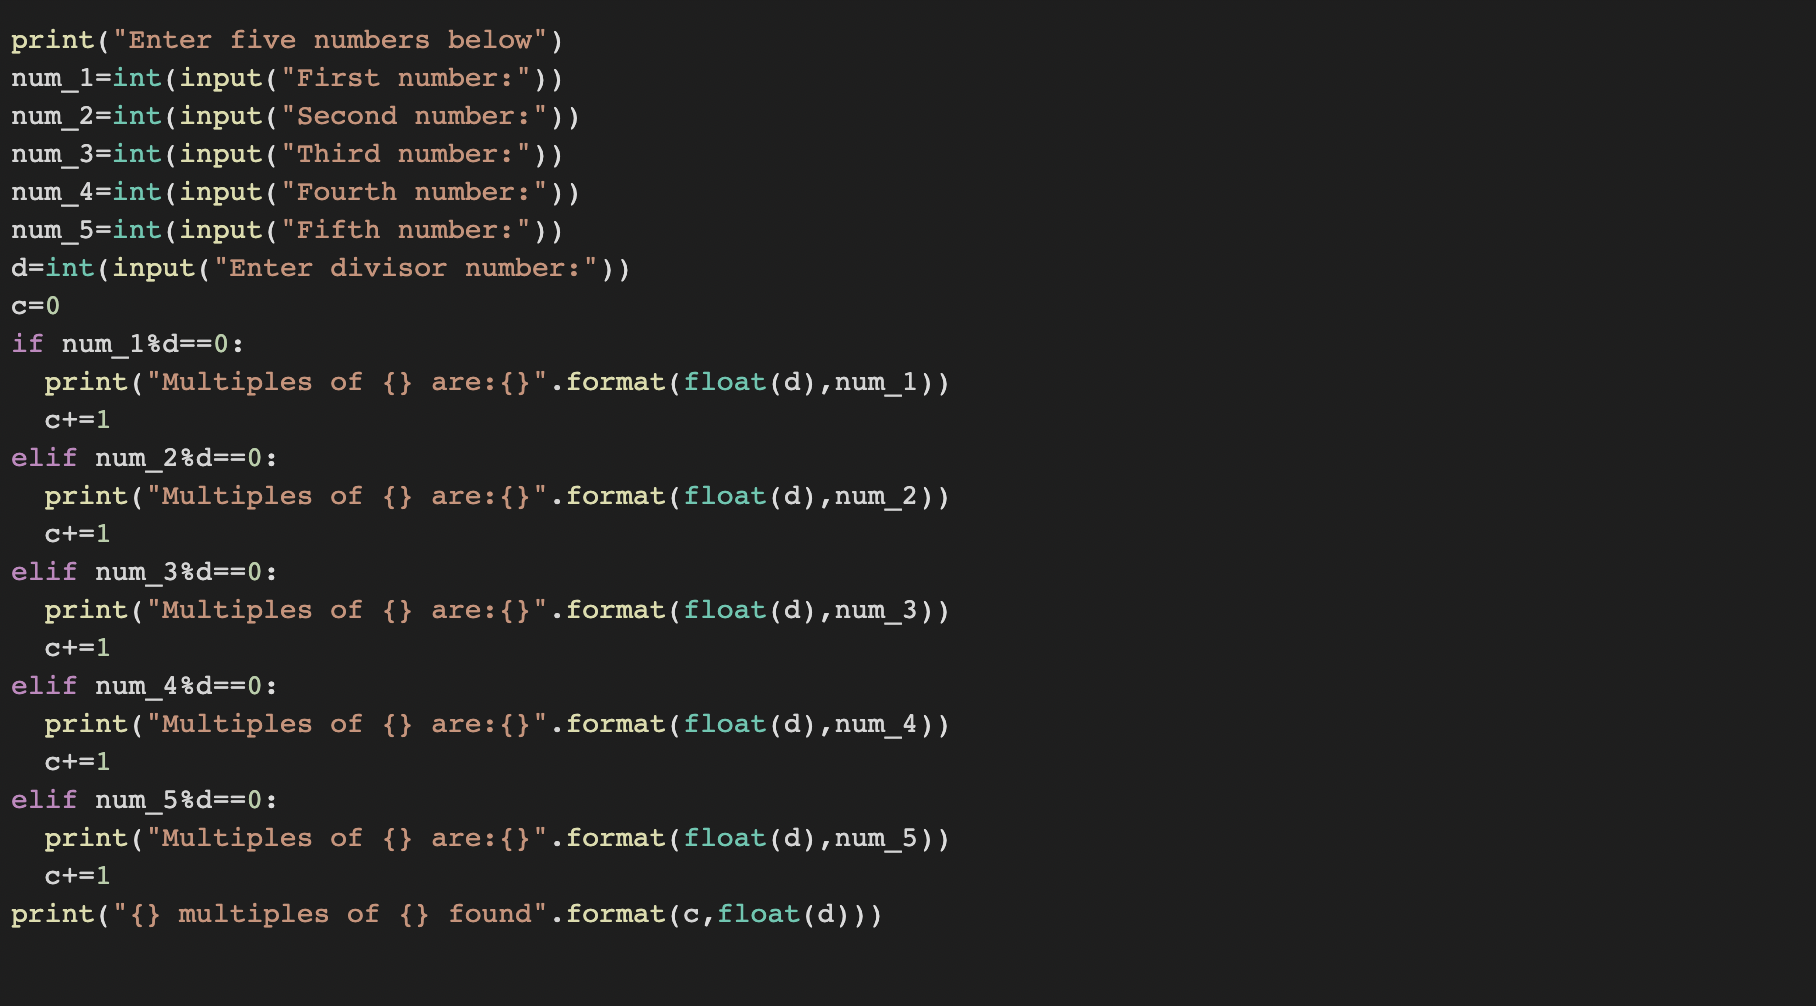 print("Enter five numbers below")
num_1=int(input("First number:"))
num_2=int(input("Second number:"))
num_3=int(input("Third number:"))
num_4=int(input("Fourth number:"))
num_5=int(input("Fifth number:"))
d=int(input("Enter divisor number:"))
c=0
if num_1%d==0:
  print("Multiples of {} are:{}".format(float(d),num_1))
  c+=1
elif num_2%d==0:
  print("Multiples of {} are:{}".format(float(d),num_2))
  c+=1
elif num_3%d==0:
  print("Multiples of {} are:{}".format(float(d),num_3))
  c+=1
elif num_4%d==0:
  print("Multiples of {} are:{}".format(float(d),num_4))
  c+=1
elif num_5%d==0:
  print("Multiples of {} are:{}".format(float(d),num_5))
  c+=1
print("{} multiples of {} found".format(c,float(d)))